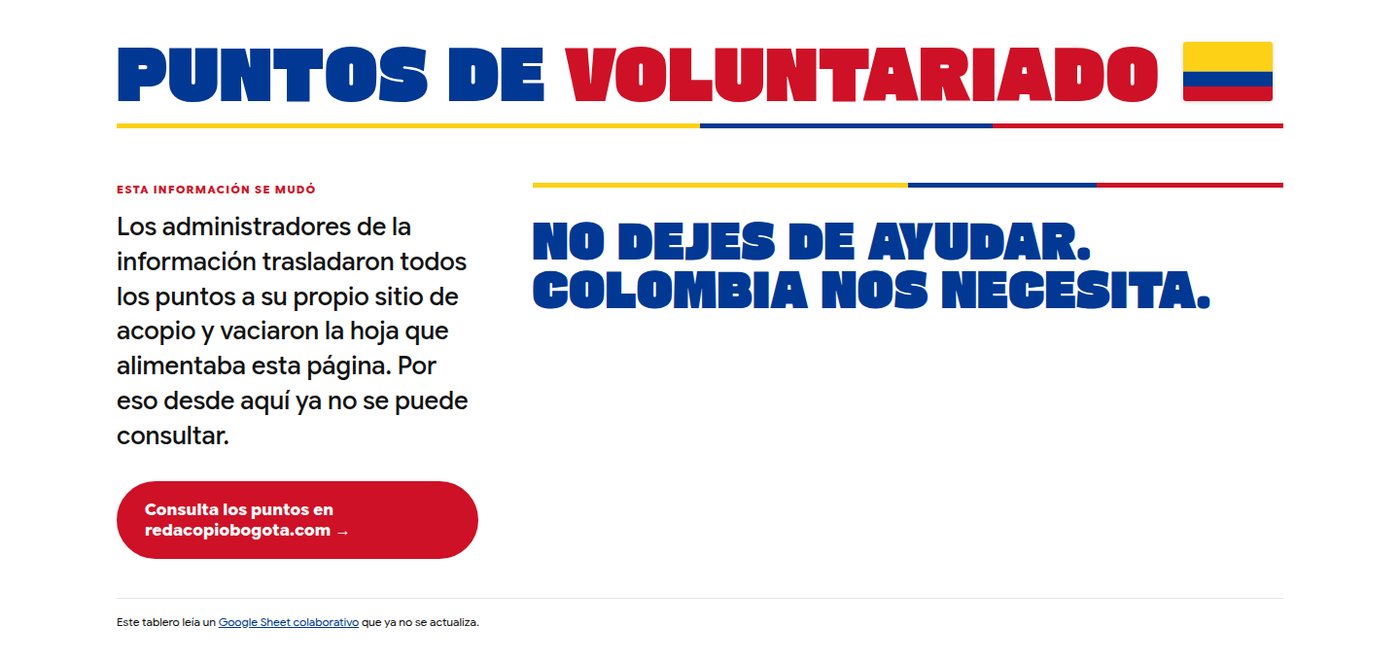 PUNTOS DE VOLUNTARIADO
ESTA INFORMACIÓN SE MUDÓ
Los administradores de la
información trasladaron todos
los puntos a su propio sitio de
acopio y vaciaron la hoja que
alimentaba esta página. Por
eso desde aquí ya no se puede
consultar.
Consulta los puntos en
redacopiobogota.com →
NO DEJES DE AYUDAR.
COLOMBIA NOS NECESITA.
Este tablero leía un Google Sheet colaborativo que ya no se actualiza.